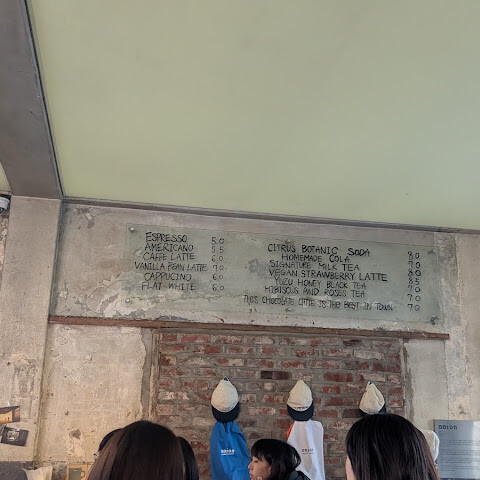 ESPRESSO 5.0
AMERICANO 5.5
CAFFE LATTE 6.0
VANILLA BEAN LATTE 7.0
CAPPUCINO 6.0
FLAT WHITE 6.0
CITRUS BOTANIC SODA 8.0
HOMEMADE COLA 7.0
SIGNATURE MILK TEA 8.0
VEGAN STRAWBERRY LATTE 8.5
YUZU HONEY BLACK TEA 7.0
HIBISCUS AND ROSES TEA 7.0
THIS CHOCOLATE LATTE IS THE BEST IN TOWN 7.0
onion